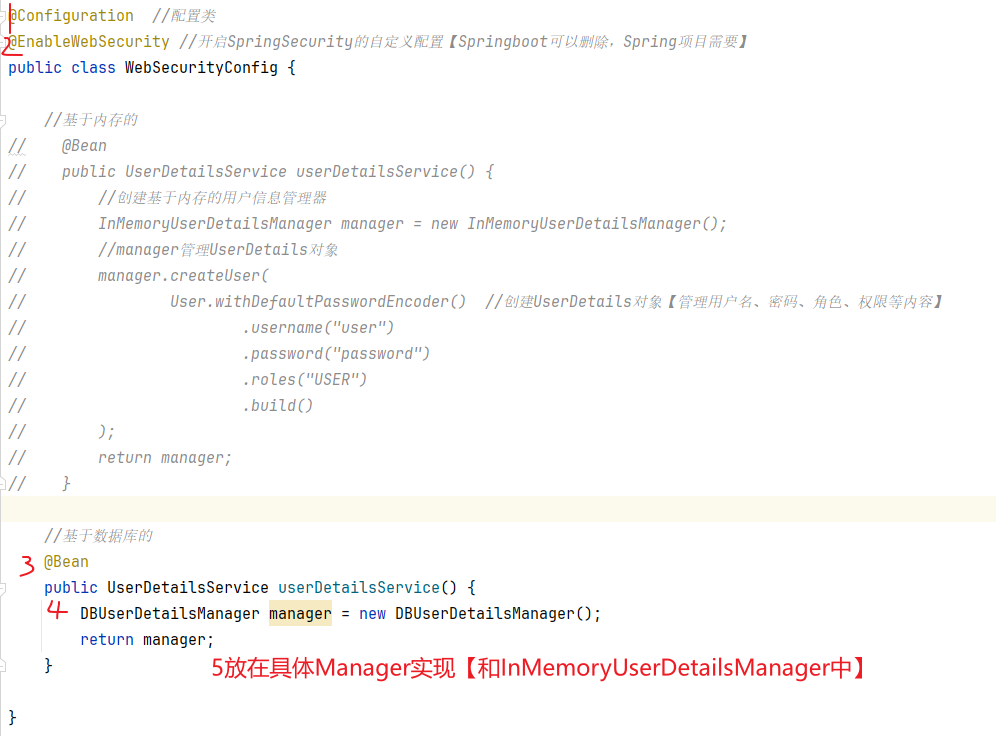 1
@Configuration  //配置类
2
@EnableWebSecurity //开启SpringSecurity的自定义配置【Springboot可以删除，Spring项目需要】
public class WebSecurityConfig {
//基于内存的
//    @Bean
//    public UserDetailsService userDetailsService() {
//        //创建基于内存的用户信息管理器
//        InMemoryUserDetailsManager manager = new InMemoryUserDetailsManager();
//        //manager管理UserDetails对象
//        manager.createUser(
//                User.withDefaultPasswordEncoder()  //创建UserDetails对象【管理用户名、密码、角色、权限等内容】
//                        .username("user")
//                        .password("password")
//                        .roles("USER")
//                        .build()
//        );
//        return manager;
//    }
//基于数据库的
3 @Bean
public UserDetailsService userDetailsService() {
4 DBUserDetailsManager manager = new DBUserDetailsManager();
return manager;
}
5放在具体Manager实现【和InMemoryUserDetailsManager中】
}